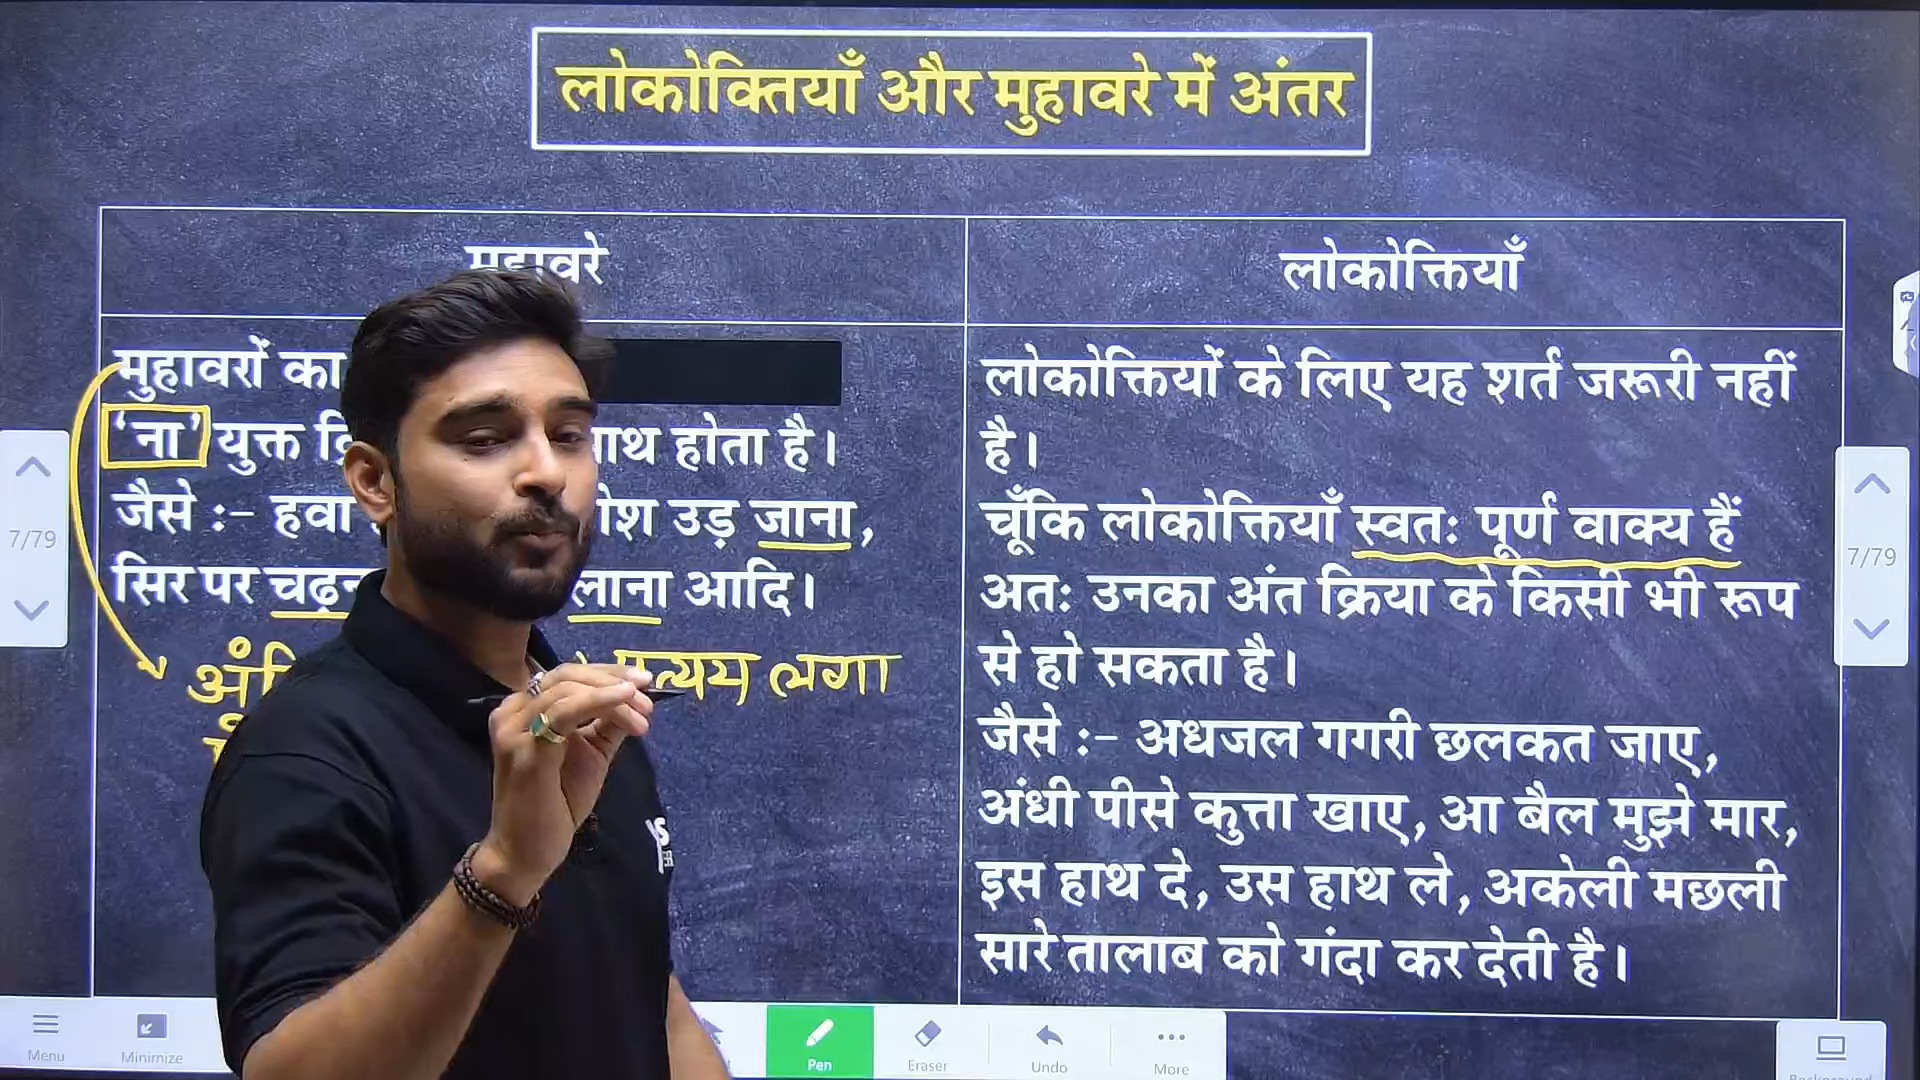 लोकोक्तियाँ और मुहावरे में अंतर
मुहावरे
लोकोक्तियाँ
मुहावरों का
'ना' युक्त होता है।
जैसे :- हवा उड़ जाना,
सिर पर लाना आदि।
प्रत्यय लगा
लोकोक्तियों के लिए यह शर्त जरूरी नहीं
है।
चूँकि लोकोक्तियाँ स्वतः पूर्ण वाक्य हैं
अतः उनका अंत क्रिया के किसी भी रूप
से हो सकता है।
जैसे :- अधजल गगरी छलकत जाए,
अंधी पीसे कुत्ता खाए, आ बैल मुझे मार,
इस हाथ दे, उस हाथ ले, अकेली मछली
सारे तालाब को गंदा कर देती है।
7/79
7/79
Menu
Minimize
Pen
Eraser
Undo
More